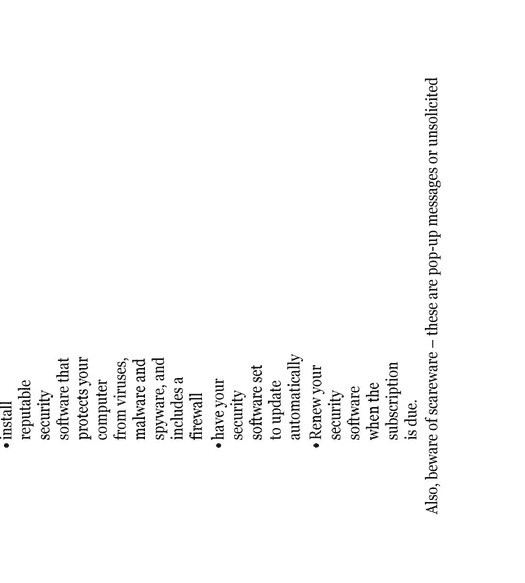 • install
reputable
security
software that
protects your
computer
from viruses,
malware and
spyware, and
includes a
firewall
• have your
security
software set
to update
automatically
• Renew your
security
software
when the
subscription
is due.
Also, beware of scareware – these are pop-up messages or unsolicited